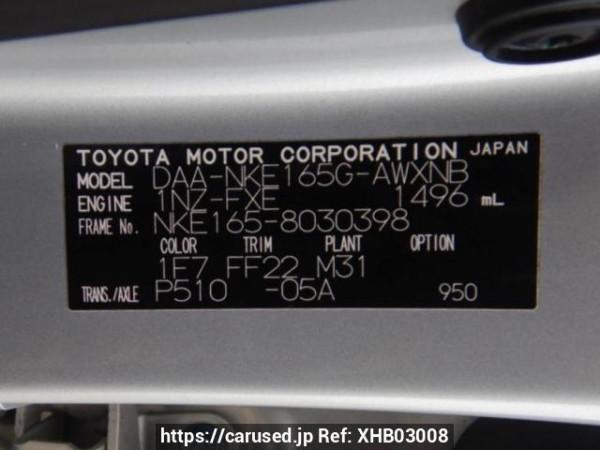 TOYOTA MOTOR CORPORATION JAPAN
MODEL DAA-NKE165G-AWXNB
ENGINE 1NZ-FXE 1496 mL
FRAME No. NKE165-8030398
COLOR TRIM PLANT OPTION
1F7 FF22 M31
TRANS./AXLE P510 -05A 950
https://carused.jp Ref: XHB03008